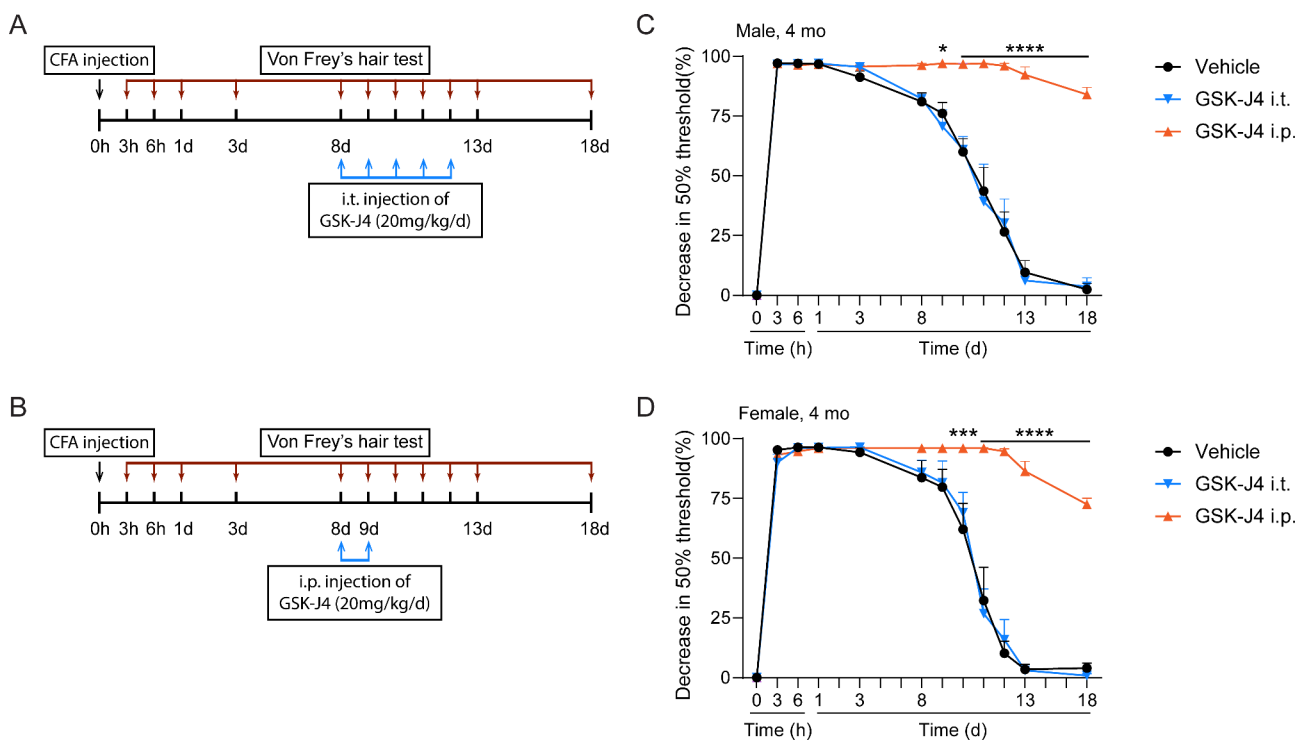 A
CFA injection
Von Frey's hair test
0h 3h 6h 1d 3d 8d 13d 18d
i.t. injection of
GSK-J4 (20mg/kg/d)
B
CFA injection
Von Frey's hair test
0h 3h 6h 1d 3d 8d 9d 13d 18d
i.p. injection of
GSK-J4 (20mg/kg/d)
C
Male, 4 mo
* ****
Decrease in 50% threshold(%)
100
75
50
25
0
0 3 6 1 3 8 13 18
Time (h) Time (d)
Vehicle
GSK-J4 i.t.
GSK-J4 i.p.
D
Female, 4 mo
*** ****
Decrease in 50% threshold(%)
100
75
50
25
0
0 3 6 1 3 8 13 18
Time (h) Time (d)
Vehicle
GSK-J4 i.t.
GSK-J4 i.p.